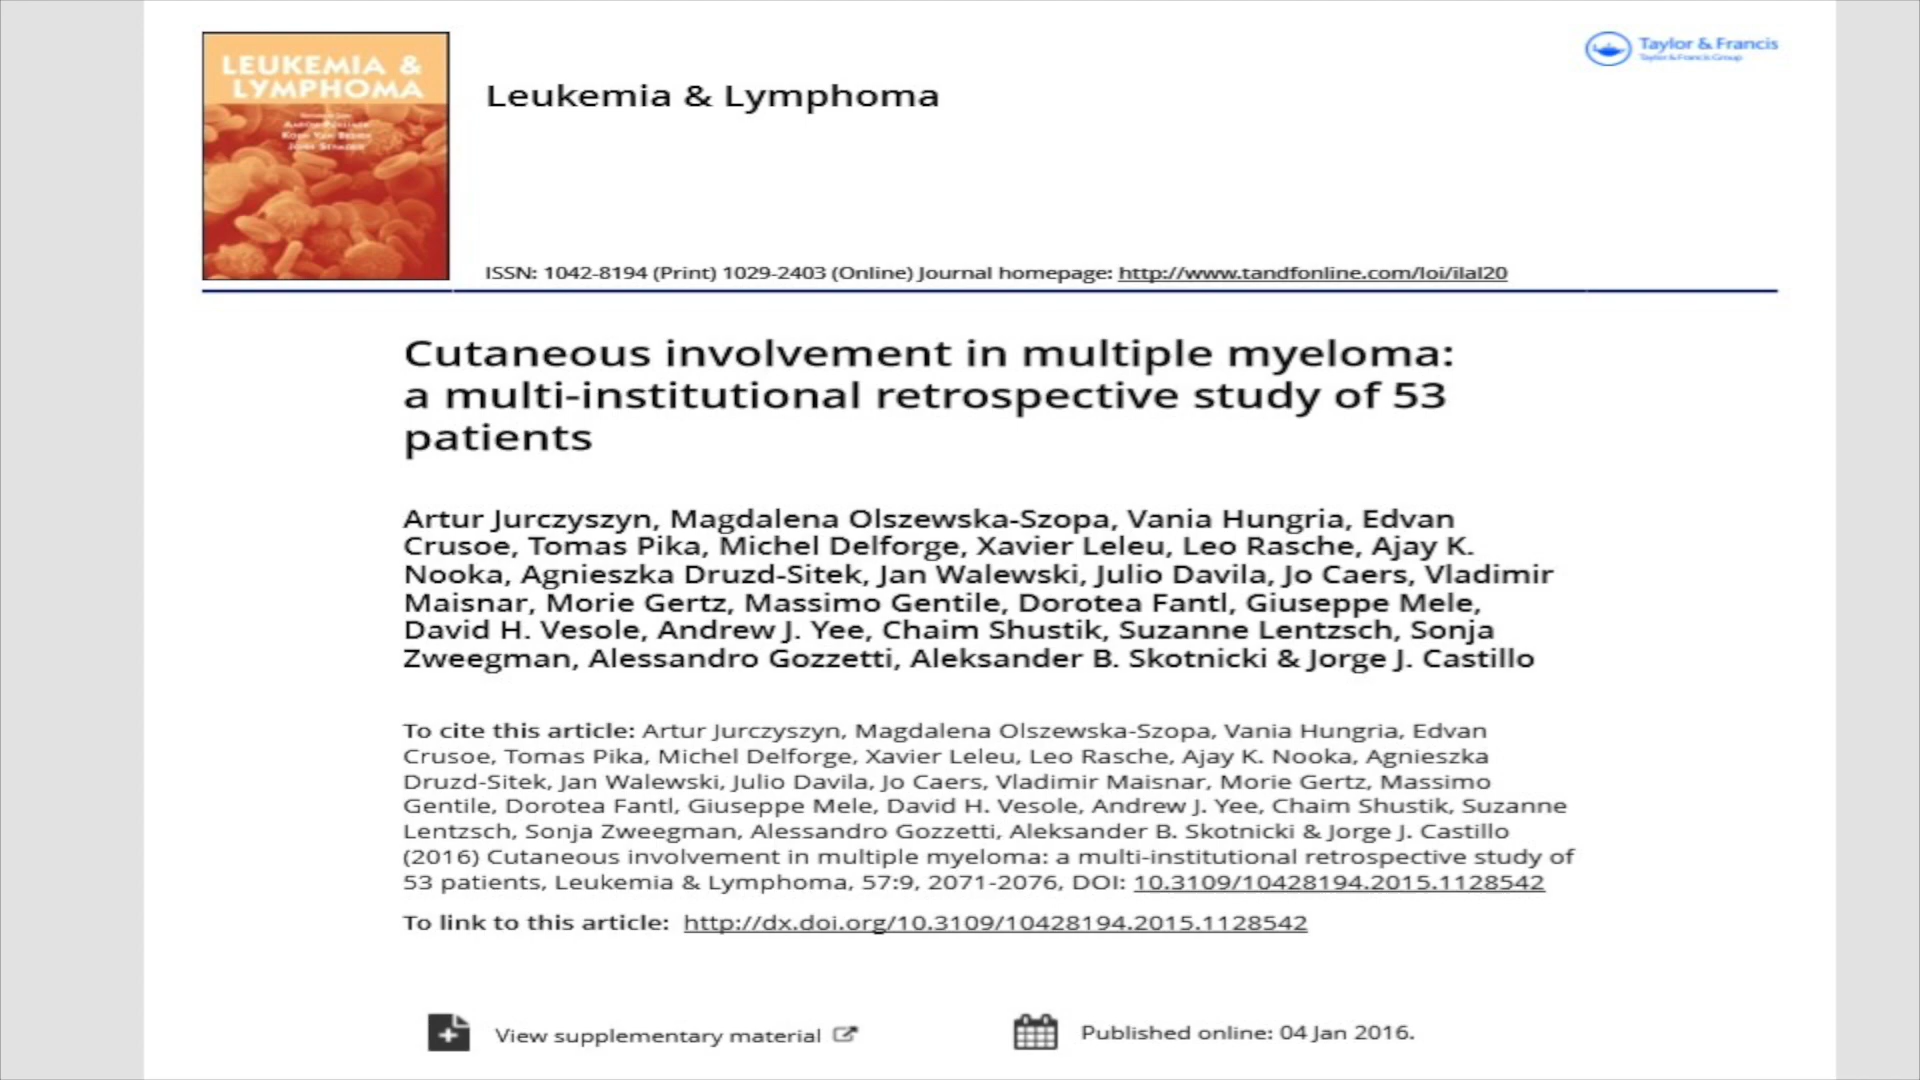 LEUKEMIA &
LYMPHOMA
Taylor & Francis
Taylor & Francis Group
Leukemia & Lymphoma
ISSN: 1042-8194 (Print) 1029-2403 (Online) Journal homepage: http://www.tandfonline.com/loi/ilal20
Cutaneous involvement in multiple myeloma:
a multi-institutional retrospective study of 53
patients
Artur Jurczyszyn, Magdalena Olszewska-Szopa, Vania Hungria, Edvan
Crusoe, Tomas Pika, Michel Delforge, Xavier Leleu, Leo Rasche, Ajay K.
Nooka, Agnieszka Druzd-Sitek, Jan Walewski, Julio Davila, Jo Caers, Vladimir
Maisnar, Morie Gertz, Massimo Gentile, Dorotea Fantl, Giuseppe Mele,
David H. Vesole, Andrew J. Yee, Chaim Shustik, Suzanne Lentzsch, Sonja
Zweegman, Alessandro Gozzetti, Aleksander B. Skotnicki & Jorge J. Castillo
To cite this article: Artur Jurczyszyn, Magdalena Olszewska-Szopa, Vania Hungria, Edvan
Crusoe, Tomas Pika, Michel Delforge, Xavier Leleu, Leo Rasche, Ajay K. Nooka, Agnieszka
Druzd-Sitek, Jan Walewski, Julio Davila, Jo Caers, Vladimir Maisnar, Morie Gertz, Massimo
Gentile, Dorotea Fantl, Giuseppe Mele, David H. Vesole, Andrew J. Yee, Chaim Shustik, Suzanne
Lentzsch, Sonja Zweegman, Alessandro Gozzetti, Aleksander B. Skotnicki & Jorge J. Castillo
(2016) Cutaneous involvement in multiple myeloma: a multi-institutional retrospective study of
53 patients, Leukemia & Lymphoma, 57:9, 2071-2076, DOI: 10.3109/10428194.2015.1128542
To link to this article: http://dx.doi.org/10.3109/10428194.2015.1128542
View supplementary material
Published online: 04 Jan 2016.